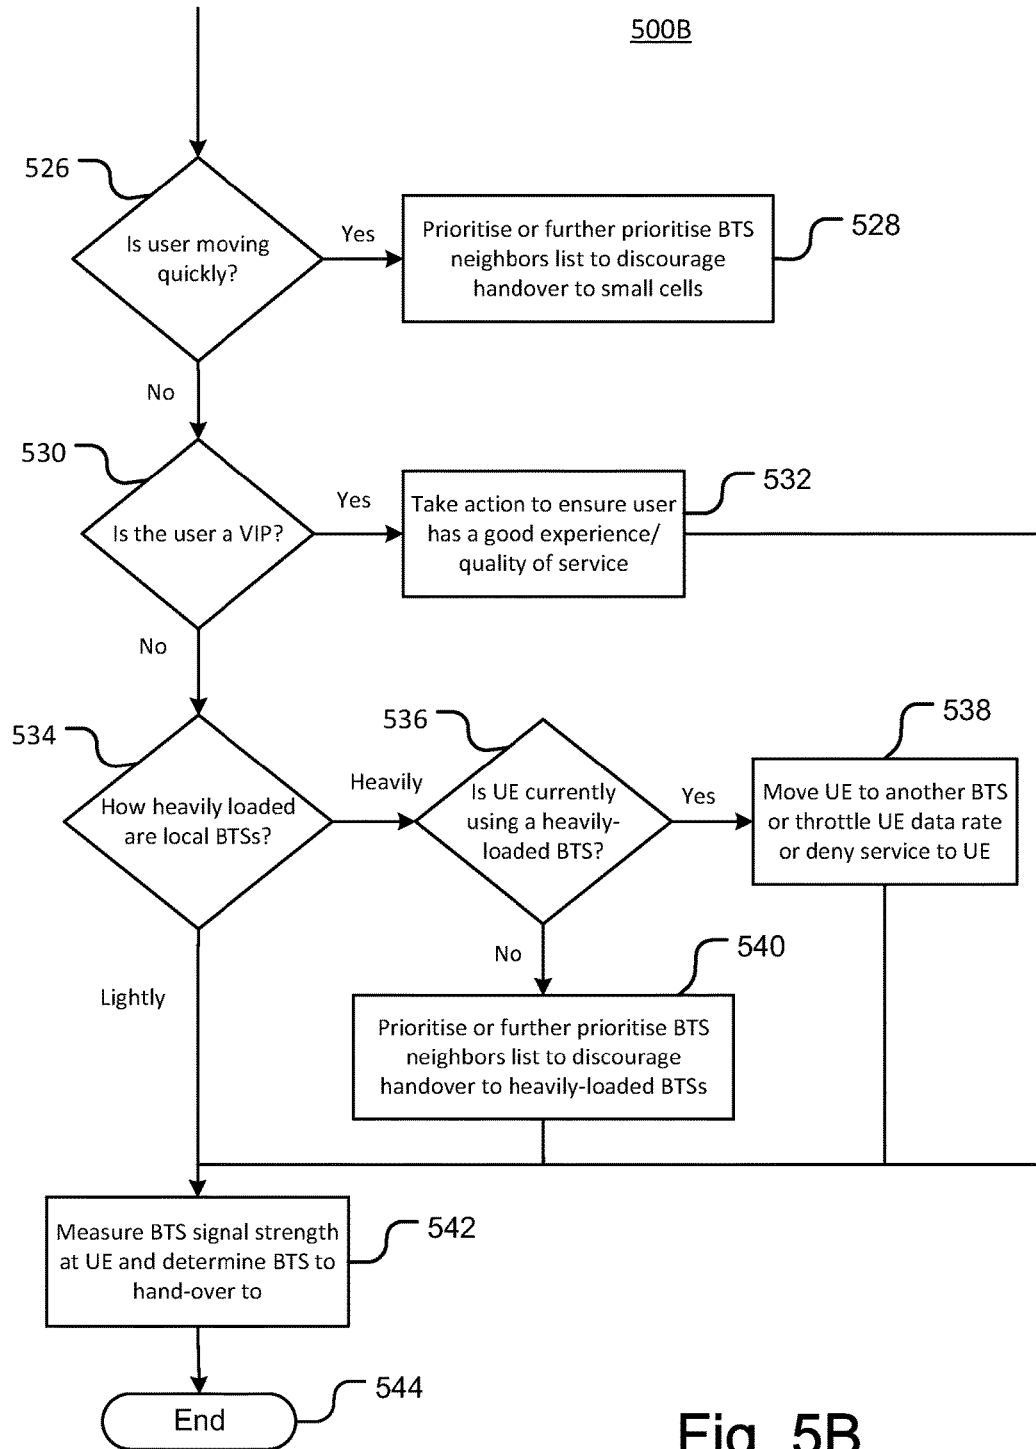 500B
526
Is user moving
quickly?
Yes
Prioritise or further prioritise BTS
neighbors list to discourage
handover to small cells
528
No
530
Is the user a VIP?
Yes
Take action to ensure user
has a good experience/
quality of service
532
No
534
How heavily loaded
are local BTSs?
Heavily
536
Is UE currently
using a heavily-
loaded BTS?
Yes
538
Move UE to another BTS
or throttle UE data rate
or deny service to UE
No
540
Prioritise or further prioritise BTS
neighbors list to discourage
handover to heavily-loaded BTSs
Lightly
Measure BTS signal strength
at UE and determine BTS to
hand-over to
542
End
544
Fig. 5B